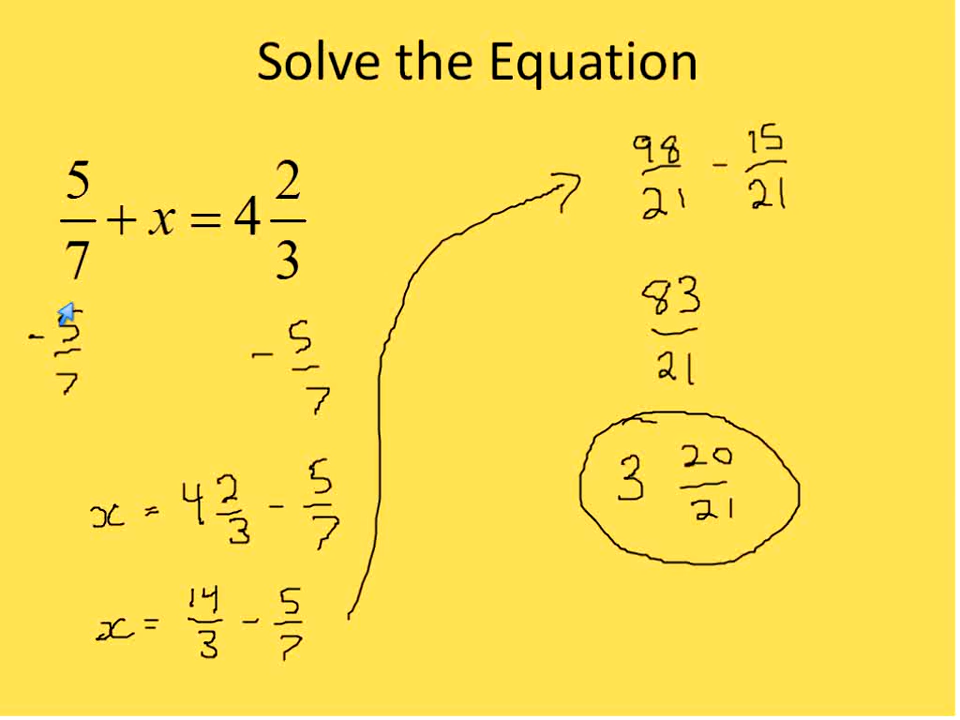 Solve the Equation
5/7 + x = 4 2/3
- 5/7 - 5/7
x = 4 2/3 - 5/7
x = 14/3 - 5/7
98/21 - 15/21
83/21
3 20/21